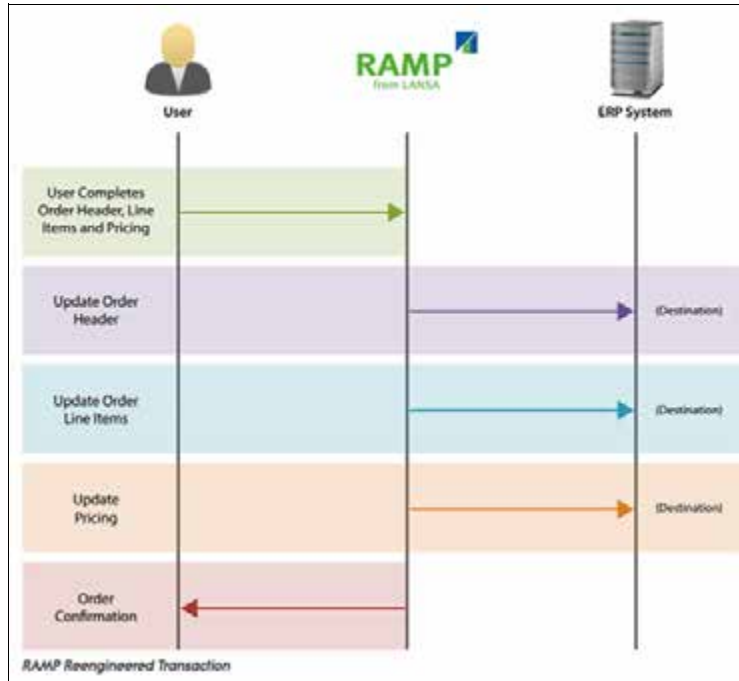 RAMP
from LANSA
User
ERP System
User Completes
Order Header, Line
Items and Pricing
Update Order
Header
(Destination)
Update Order
Line Items
(Destination)
Update
Pricing
(Destination)
Order
Confirmation
RAMP Reengineered Transaction